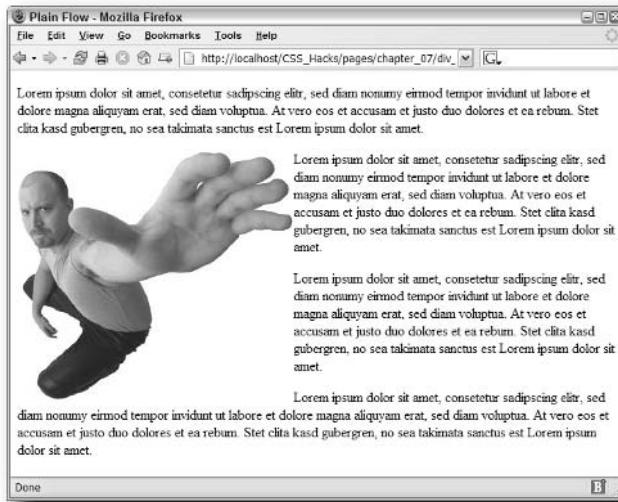 Plain Flow - Mozilla Firefox
File Edit View Go Bookmarks Tools Help
http://localhost/CSS_Hacks/pages/chapter_07/div_
G
Lorem ipsum dolor sit amet, consetetur sadipscing elitr, sed diam nonumy eirmod tempor invidunt ut labore et
dolore magna aliquyam erat, sed diam voluptua. At vero eos et accusam et justo duo dolores et ea rebum. Stet
clita kasd gubergren, no sea takimata sanctus est Lorem ipsum dolor sit amet.
Lorem ipsum dolor sit amet, consetetur sadipscing elitr, sed
diam nonumy eirmod tempor invidunt ut labore et dolore
magna aliquyam erat, sed diam voluptua. At vero eos et
accusam et justo duo dolores et ea rebum. Stet clita kasd
gubergren, no sea takimata sanctus est Lorem ipsum dolor sit
amet.
Lorem ipsum dolor sit amet, consetetur sadipscing elitr, sed
diam nonumy eirmod tempor invidunt ut labore et dolore
magna aliquyam erat, sed diam voluptua. At vero eos et
accusam et justo duo dolores et ea rebum. Stet clita kasd
gubergren, no sea takimata sanctus est Lorem ipsum dolor sit
amet.
Lorem ipsum dolor sit amet, consetetur sadipscing elitr, sed
diam nonumy eirmod tempor invidunt ut labore et dolore magna aliquyam erat, sed diam voluptua. At vero eos et
accusam et justo duo dolores et ea rebum. Stet clita kasd gubergren, no sea takimata sanctus est Lorem ipsum
dolor sit amet.
Done